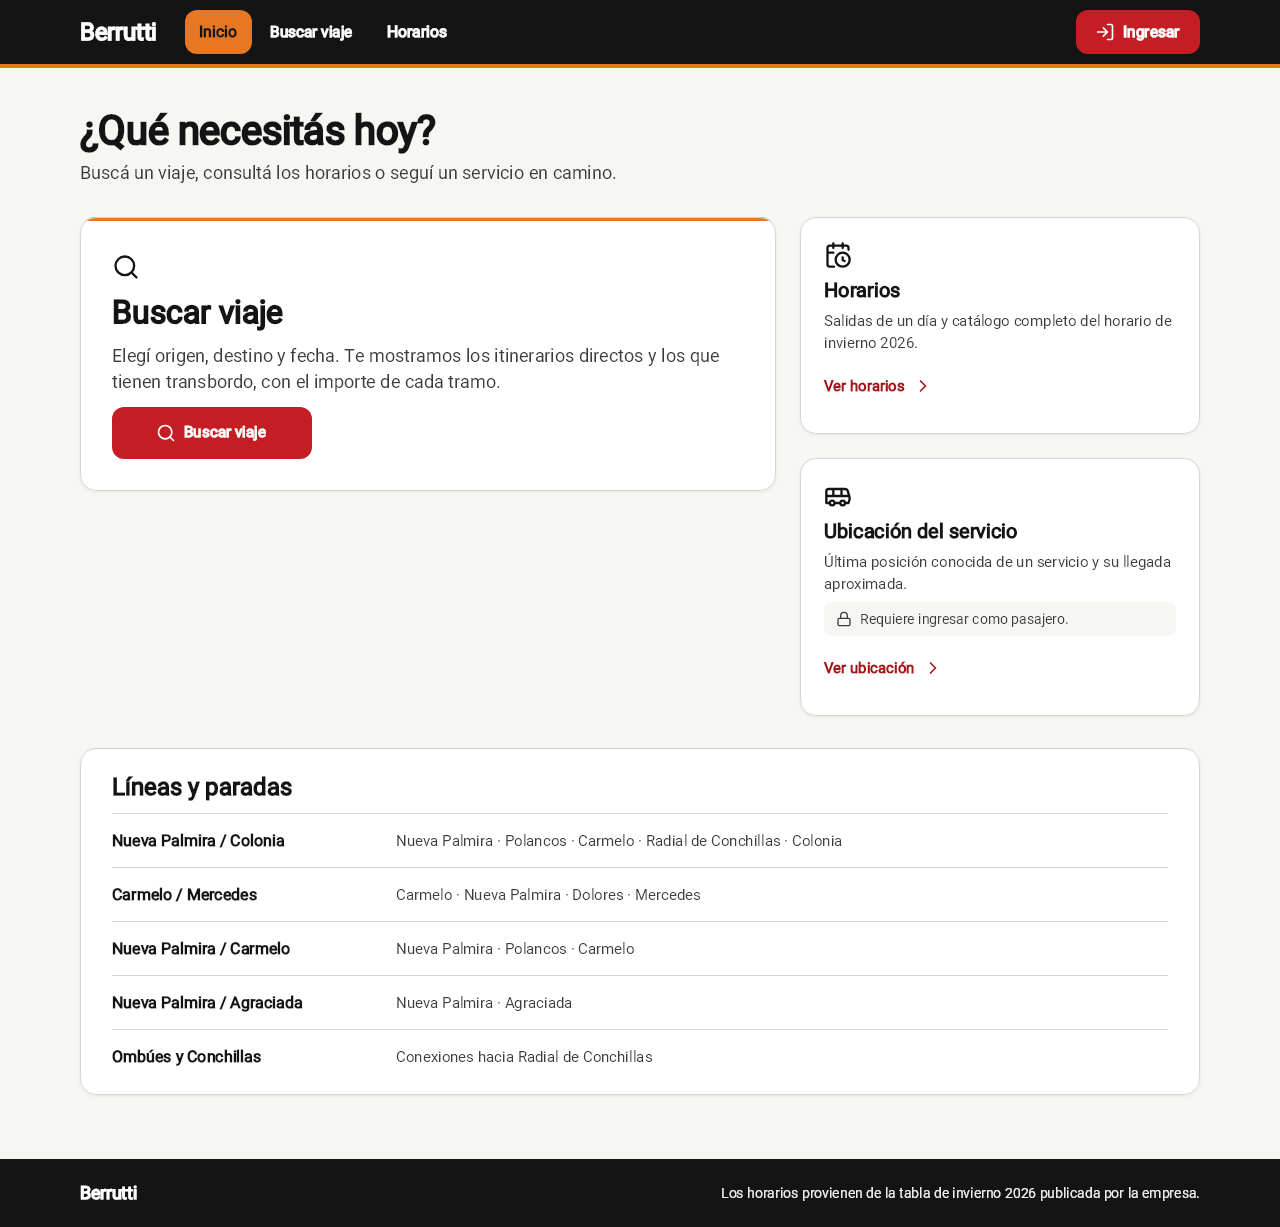 Berrutti
Inicio
Buscar viaje
Horarios
Ingresar
¿Qué necesitás hoy?
Buscá un viaje, consultá los horarios o seguí un servicio en camino.
Buscar viaje
Elegí origen, destino y fecha. Te mostramos los itinerarios directos y los que
tienen transbordo, con el importe de cada tramo.
Buscar viaje
Horarios
Salidas de un día y catálogo completo del horario de
invierno 2026.
Ver horarios
Ubicación del servicio
Última posición conocida de un servicio y su llegada
aproximada.
Requiere ingresar como pasajero.
Ver ubicación
Líneas y paradas
Nueva Palmira / Colonia
Nueva Palmira · Polancos · Carmelo · Radial de Conchillas · Colonia
Carmelo / Mercedes
Carmelo · Nueva Palmira · Dolores · Mercedes
Nueva Palmira / Carmelo
Nueva Palmira · Polancos · Carmelo
Nueva Palmira / Agraciada
Nueva Palmira · Agraciada
Ombúes y Conchillas
Conexiones hacia Radial de Conchillas
Berrutti
Los horarios provienen de la tabla de invierno 2026 publicada por la empresa.